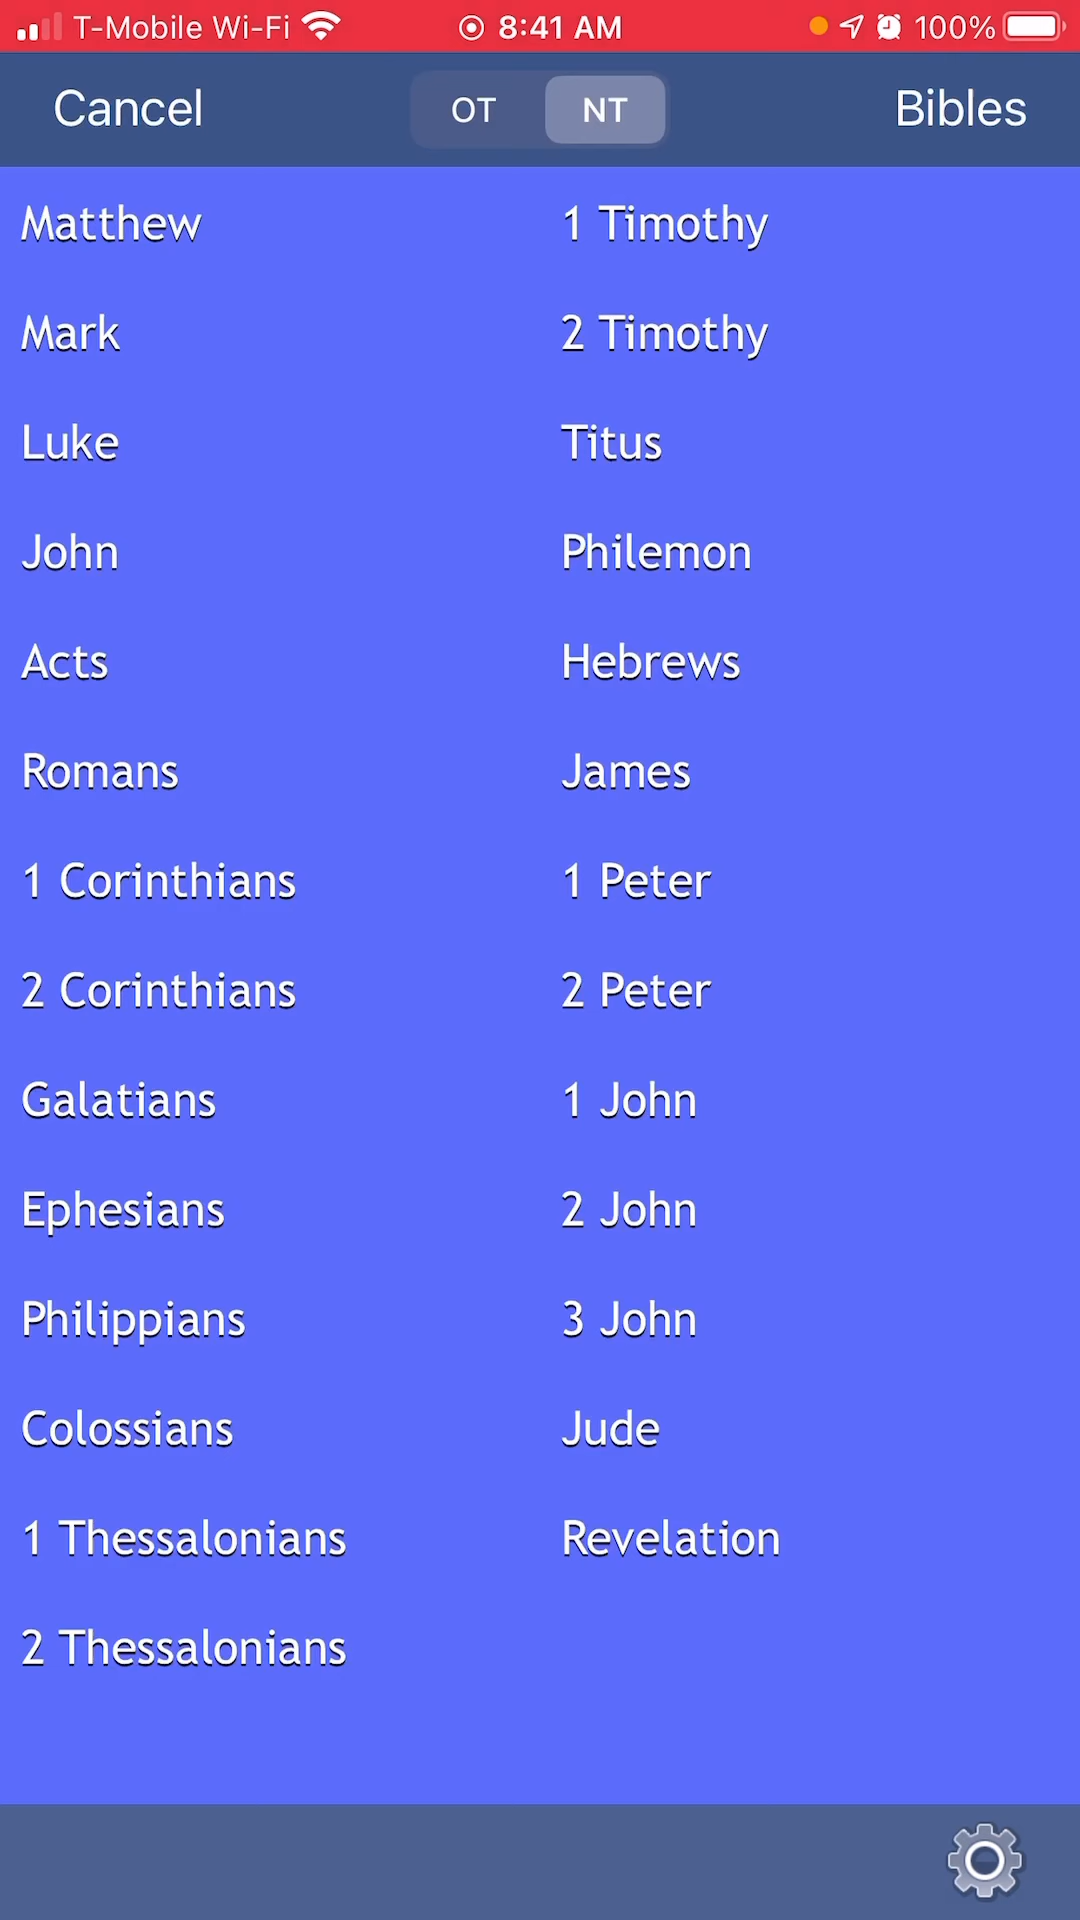 T-Mobile Wi-Fi 8:41 AM 100%
Cancel OT NT Bibles
Matthew
Mark
Luke
John
Acts
Romans
1 Corinthians
2 Corinthians
Galatians
Ephesians
Philippians
Colossians
1 Thessalonians
2 Thessalonians
1 Timothy
2 Timothy
Titus
Philemon
Hebrews
James
1 Peter
2 Peter
1 John
2 John
3 John
Jude
Revelation